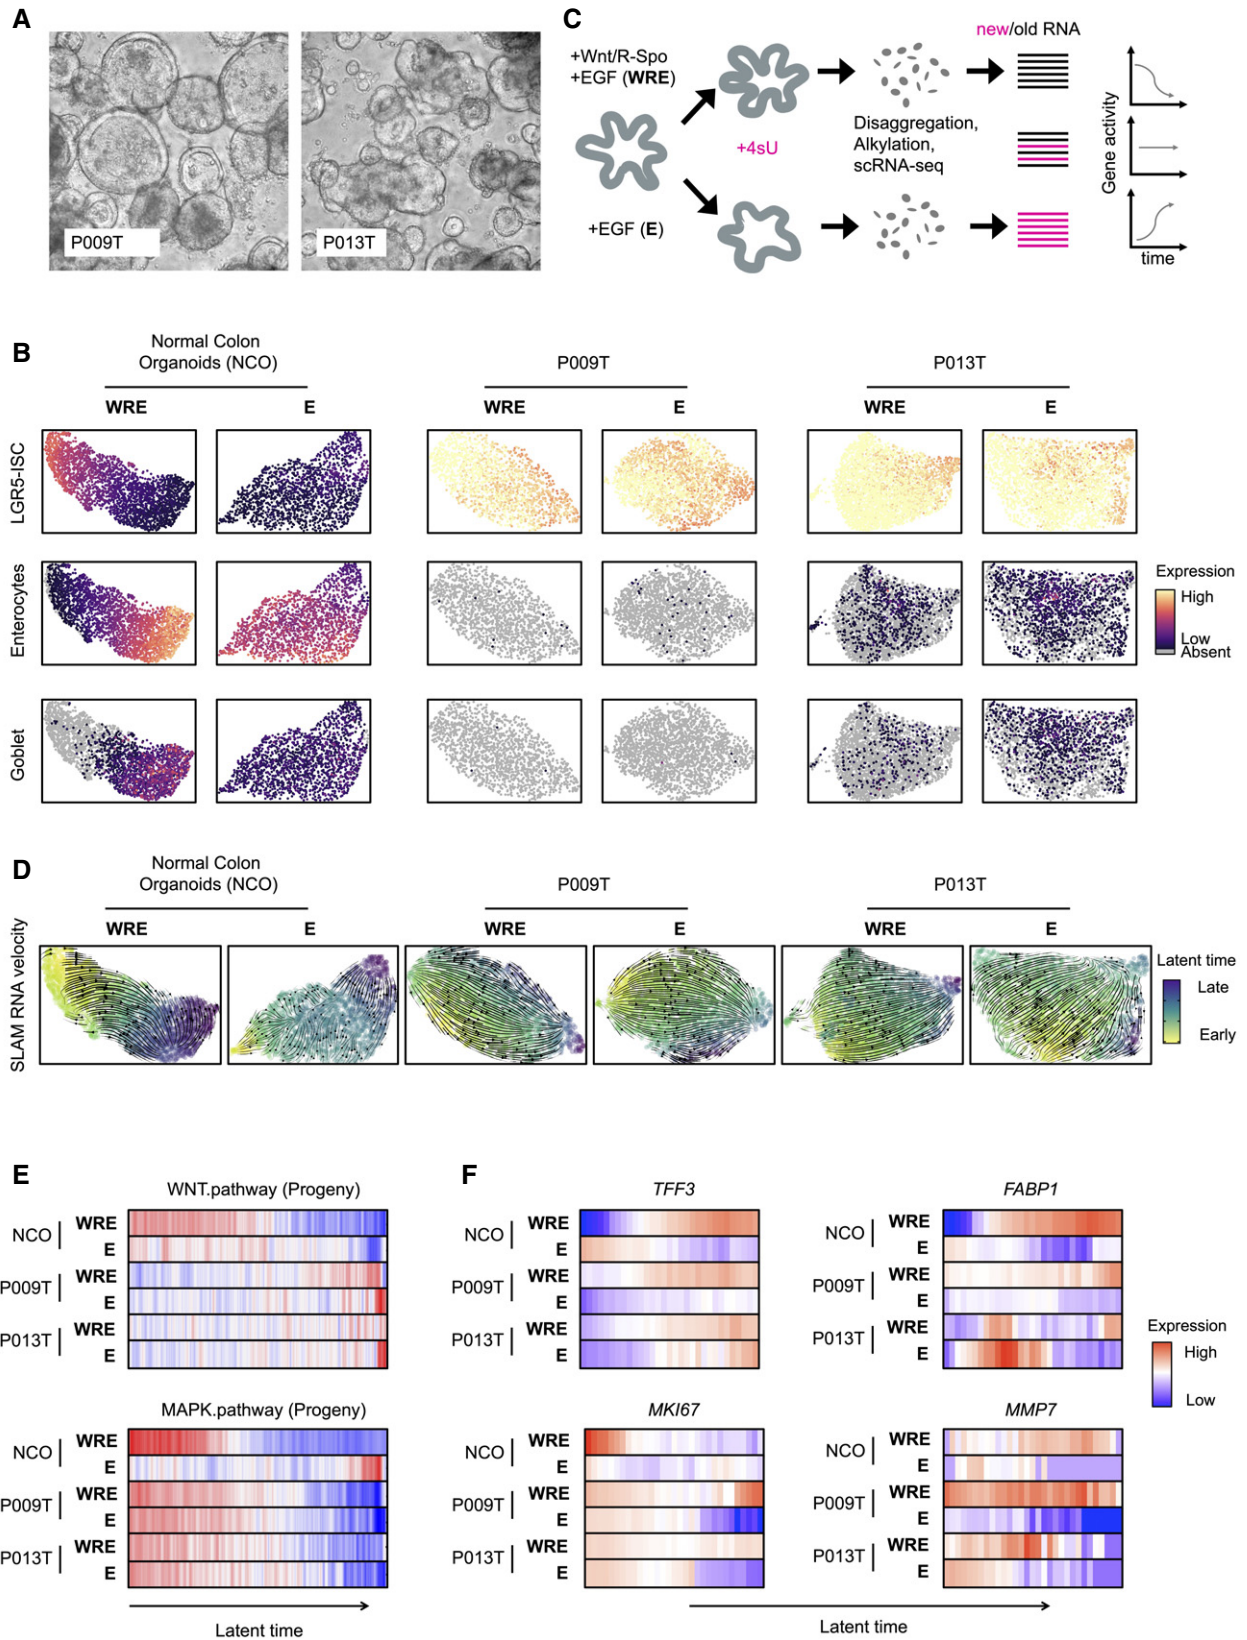 A
P009T
P013T
C
+Wnt/R-Spo
+EGF (WRE)
+4sU
+EGF (E)
Disaggregation,
Alkylation,
scRNA-seq
new/old RNA
Gene activity
time
B
Normal Colon
Organoids (NCO)
P009T
P013T
WRE
E
WRE
E
WRE
E
LGR5-ISC
Enterocytes
Goblet
Expression
High
Low
Absent
D
Normal Colon
Organoids (NCO)
P009T
P013T
WRE
E
WRE
E
WRE
E
SLAM RNA velocity
Latent time
Late
Early
E
WNT.pathway (Progeny)
NCO
WRE
E
P009T
WRE
E
P013T
WRE
E
MAPK.pathway (Progeny)
NCO
WRE
E
P009T
WRE
E
P013T
WRE
E
Latent time
F
TFF3
NCO
WRE
E
P009T
WRE
E
P013T
WRE
E
FABP1
NCO
WRE
E
P009T
WRE
E
P013T
WRE
E
Expression
High
Low
MKI67
NCO
WRE
E
P009T
WRE
E
P013T
WRE
E
MMP7
NCO
WRE
E
P009T
WRE
E
P013T
WRE
E
Latent time